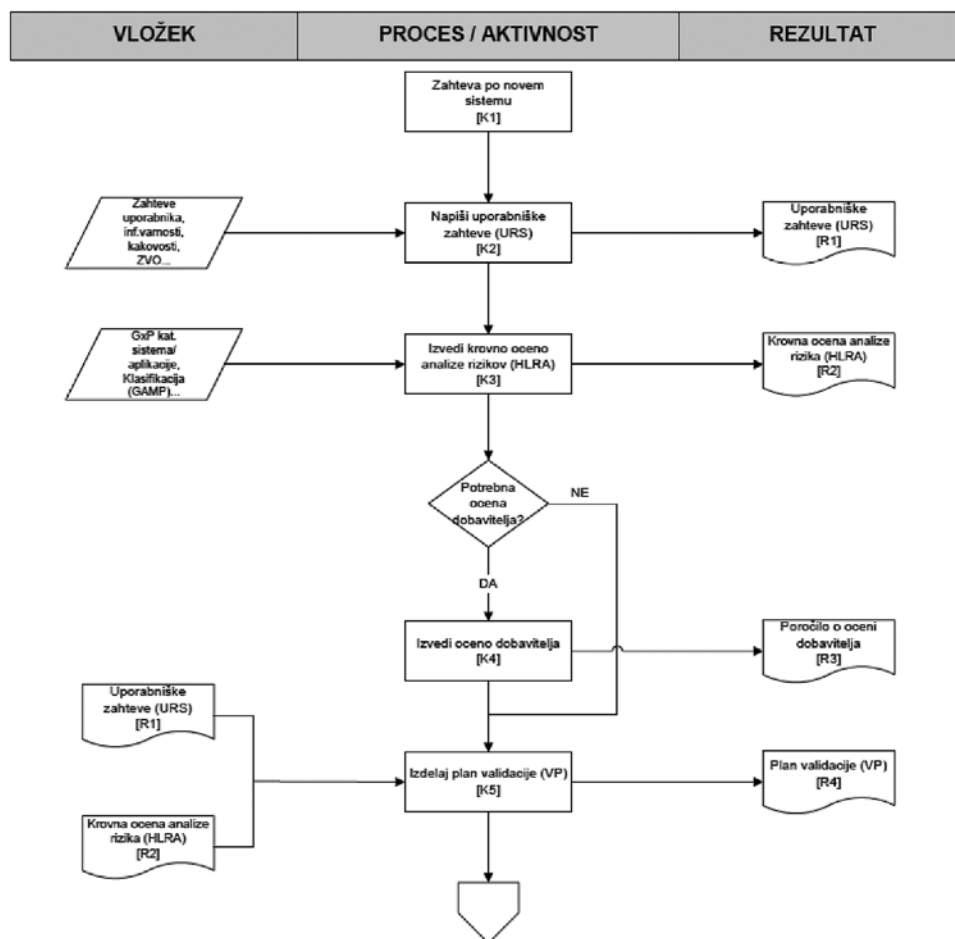 VLOŽEK
PROCES / AKTIVNOST
REZULTAT
Zahteva po novem
sistemu
[K1]
Zahteve
uporabnika,
inf.varnosti,
kakovosti,
ZVO...
Napiši uporabniške
zahteve (URS)
[K2]
Uporabniške
zahteve (URS)
[R1]
GxP kat.
sistema/
aplikacije,
Klasifikacija
(GAMP)...
Izvedi krovno oceno
analize rizikov (HLRA)
[K3]
Krovna ocena analize
rizika (HLRA)
[R2]
Potrebna
ocena
dobavitelja?
NE
DA
Izvedi oceno dobavitelja
[K4]
Poročilo o oceni
dobavitelja
[R3]
Uporabniške
zahteve (URS)
[R1]
Izdelaj plan validacije (VP)
[K5]
Plan validacije (VP)
[R4]
Krovna ocena analize
rizika (HLRA)
[R2]